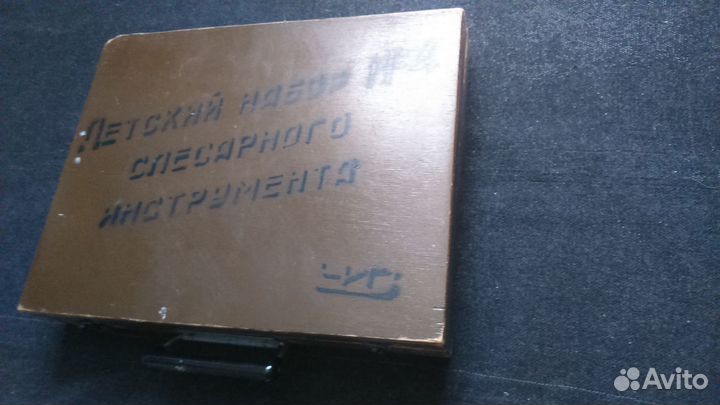 Детский набор №4
слесарного
инструмента
Avito